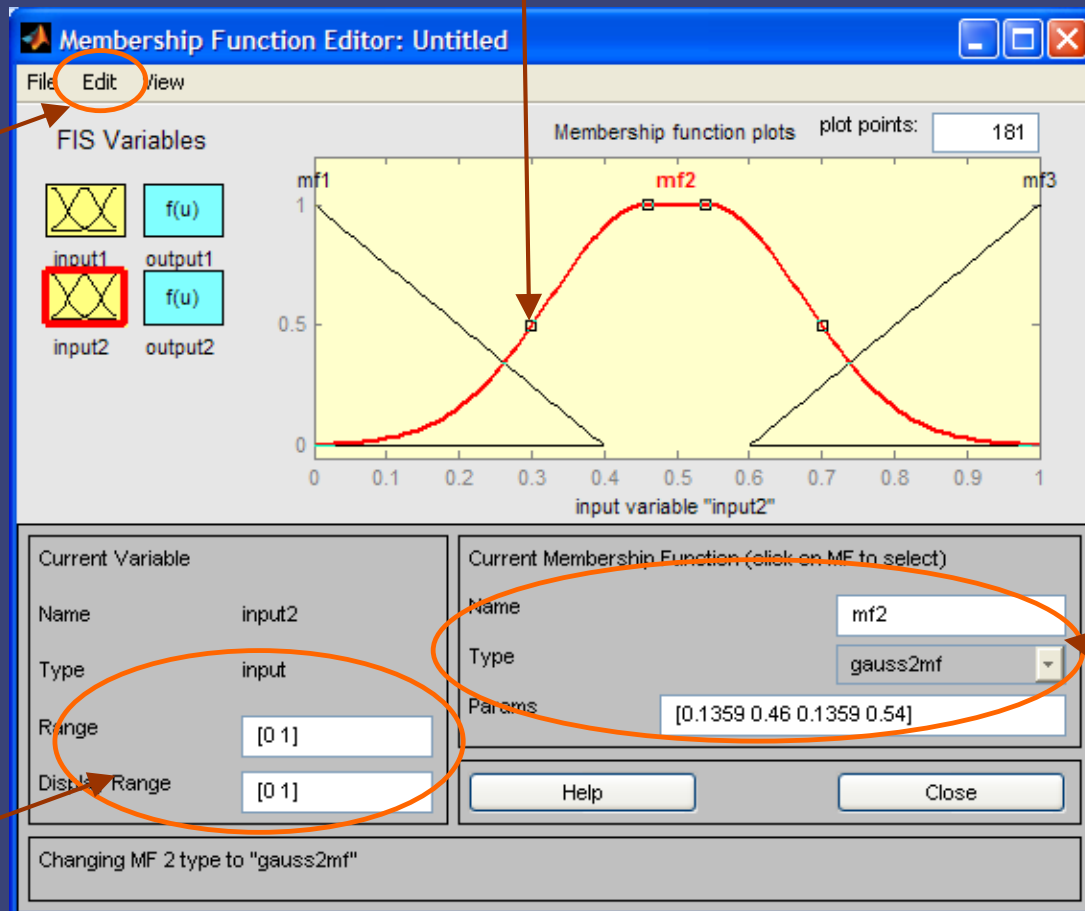 Membership Function Editor: Untitled
File Edit View
FIS Variables
Membership function plots plot points: 181
f(u)
input1 output1
f(u)
input2 output2
mf1 mf2 mf3
1
0.5
0
0 0.1 0.2 0.3 0.4 0.5 0.6 0.7 0.8 0.9 1
input variable "input2"
Current Variable
Name input2
Type input
Range [0 1]
Display Range [0 1]
Current Membership Function (click on MF to select)
Name mf2
Type gauss2mf
Params [0.1359 0.46 0.1359 0.54]
Help Close
Changing MF 2 type to "gauss2mf"